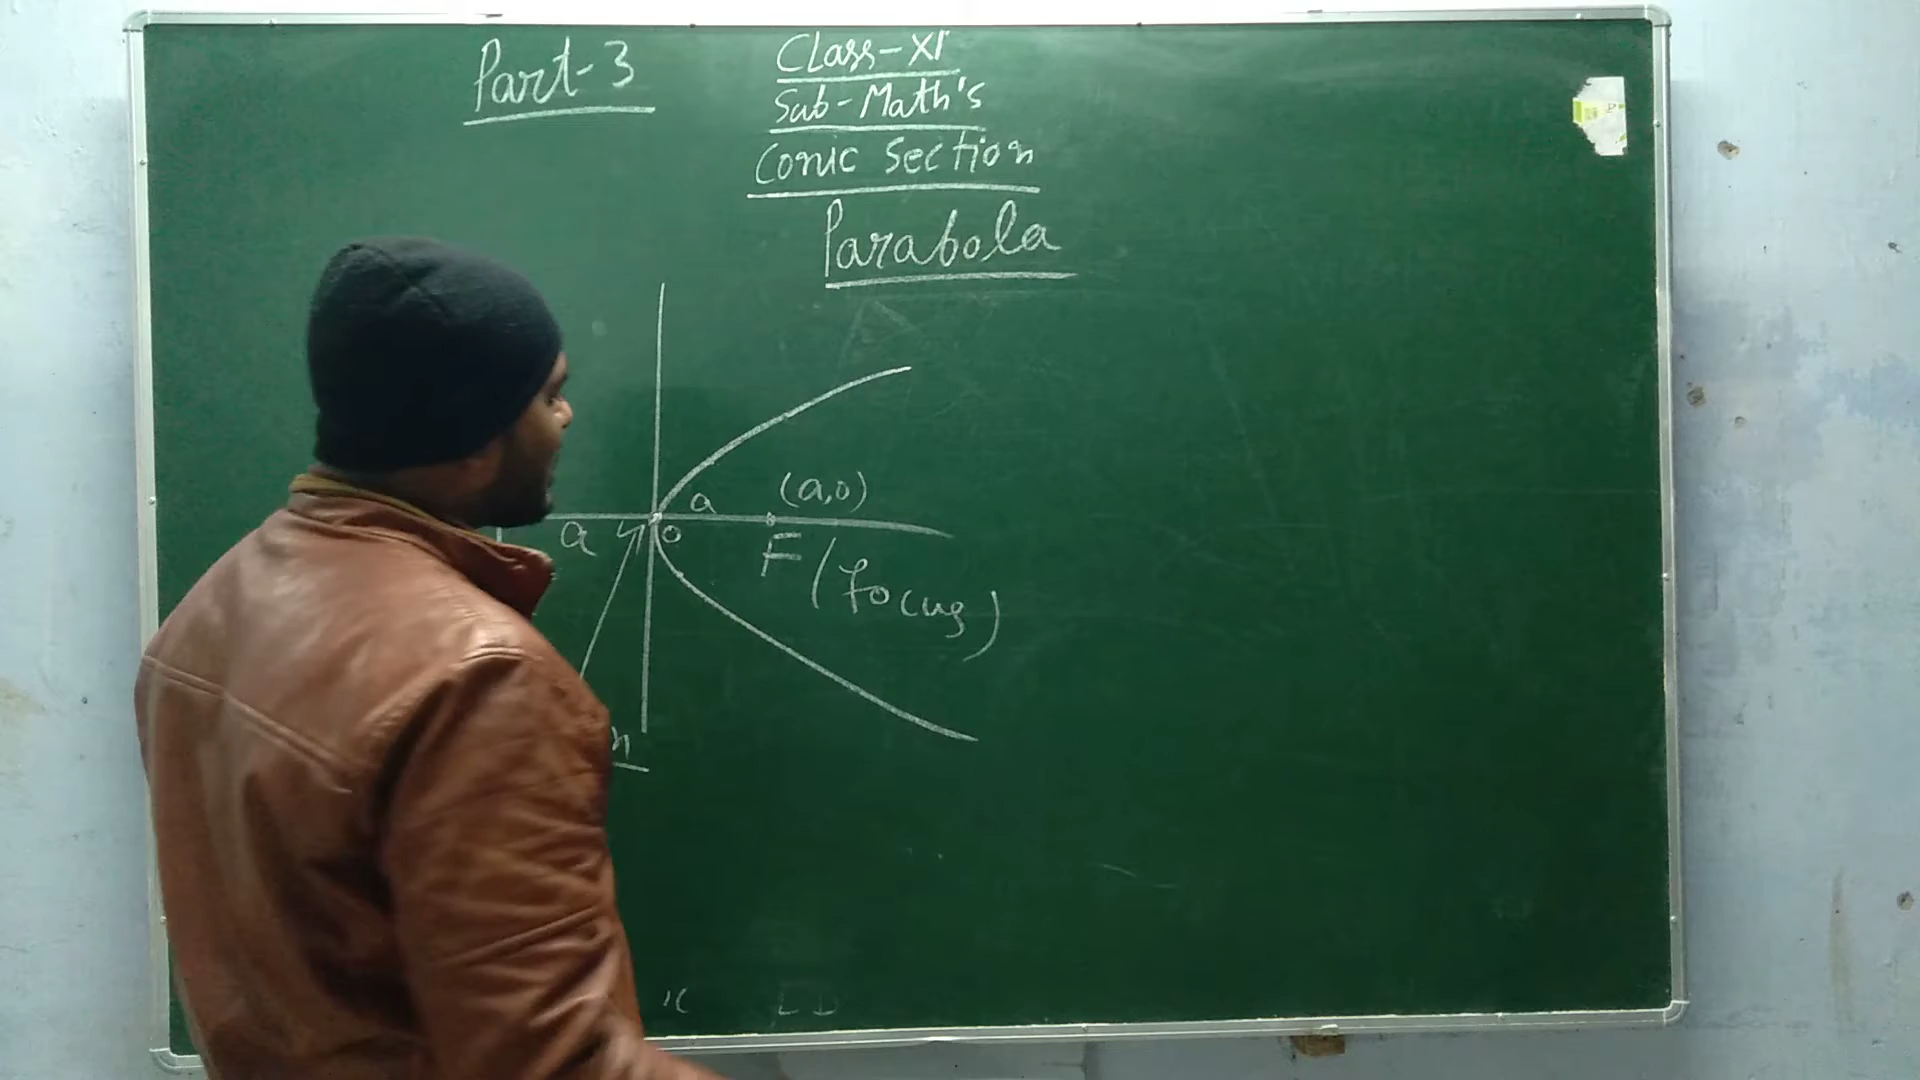 Part-3
Class-XI
Sub-Math's
Conic Section
Parabola
(a,0)
a
a
O
F (focus)
n